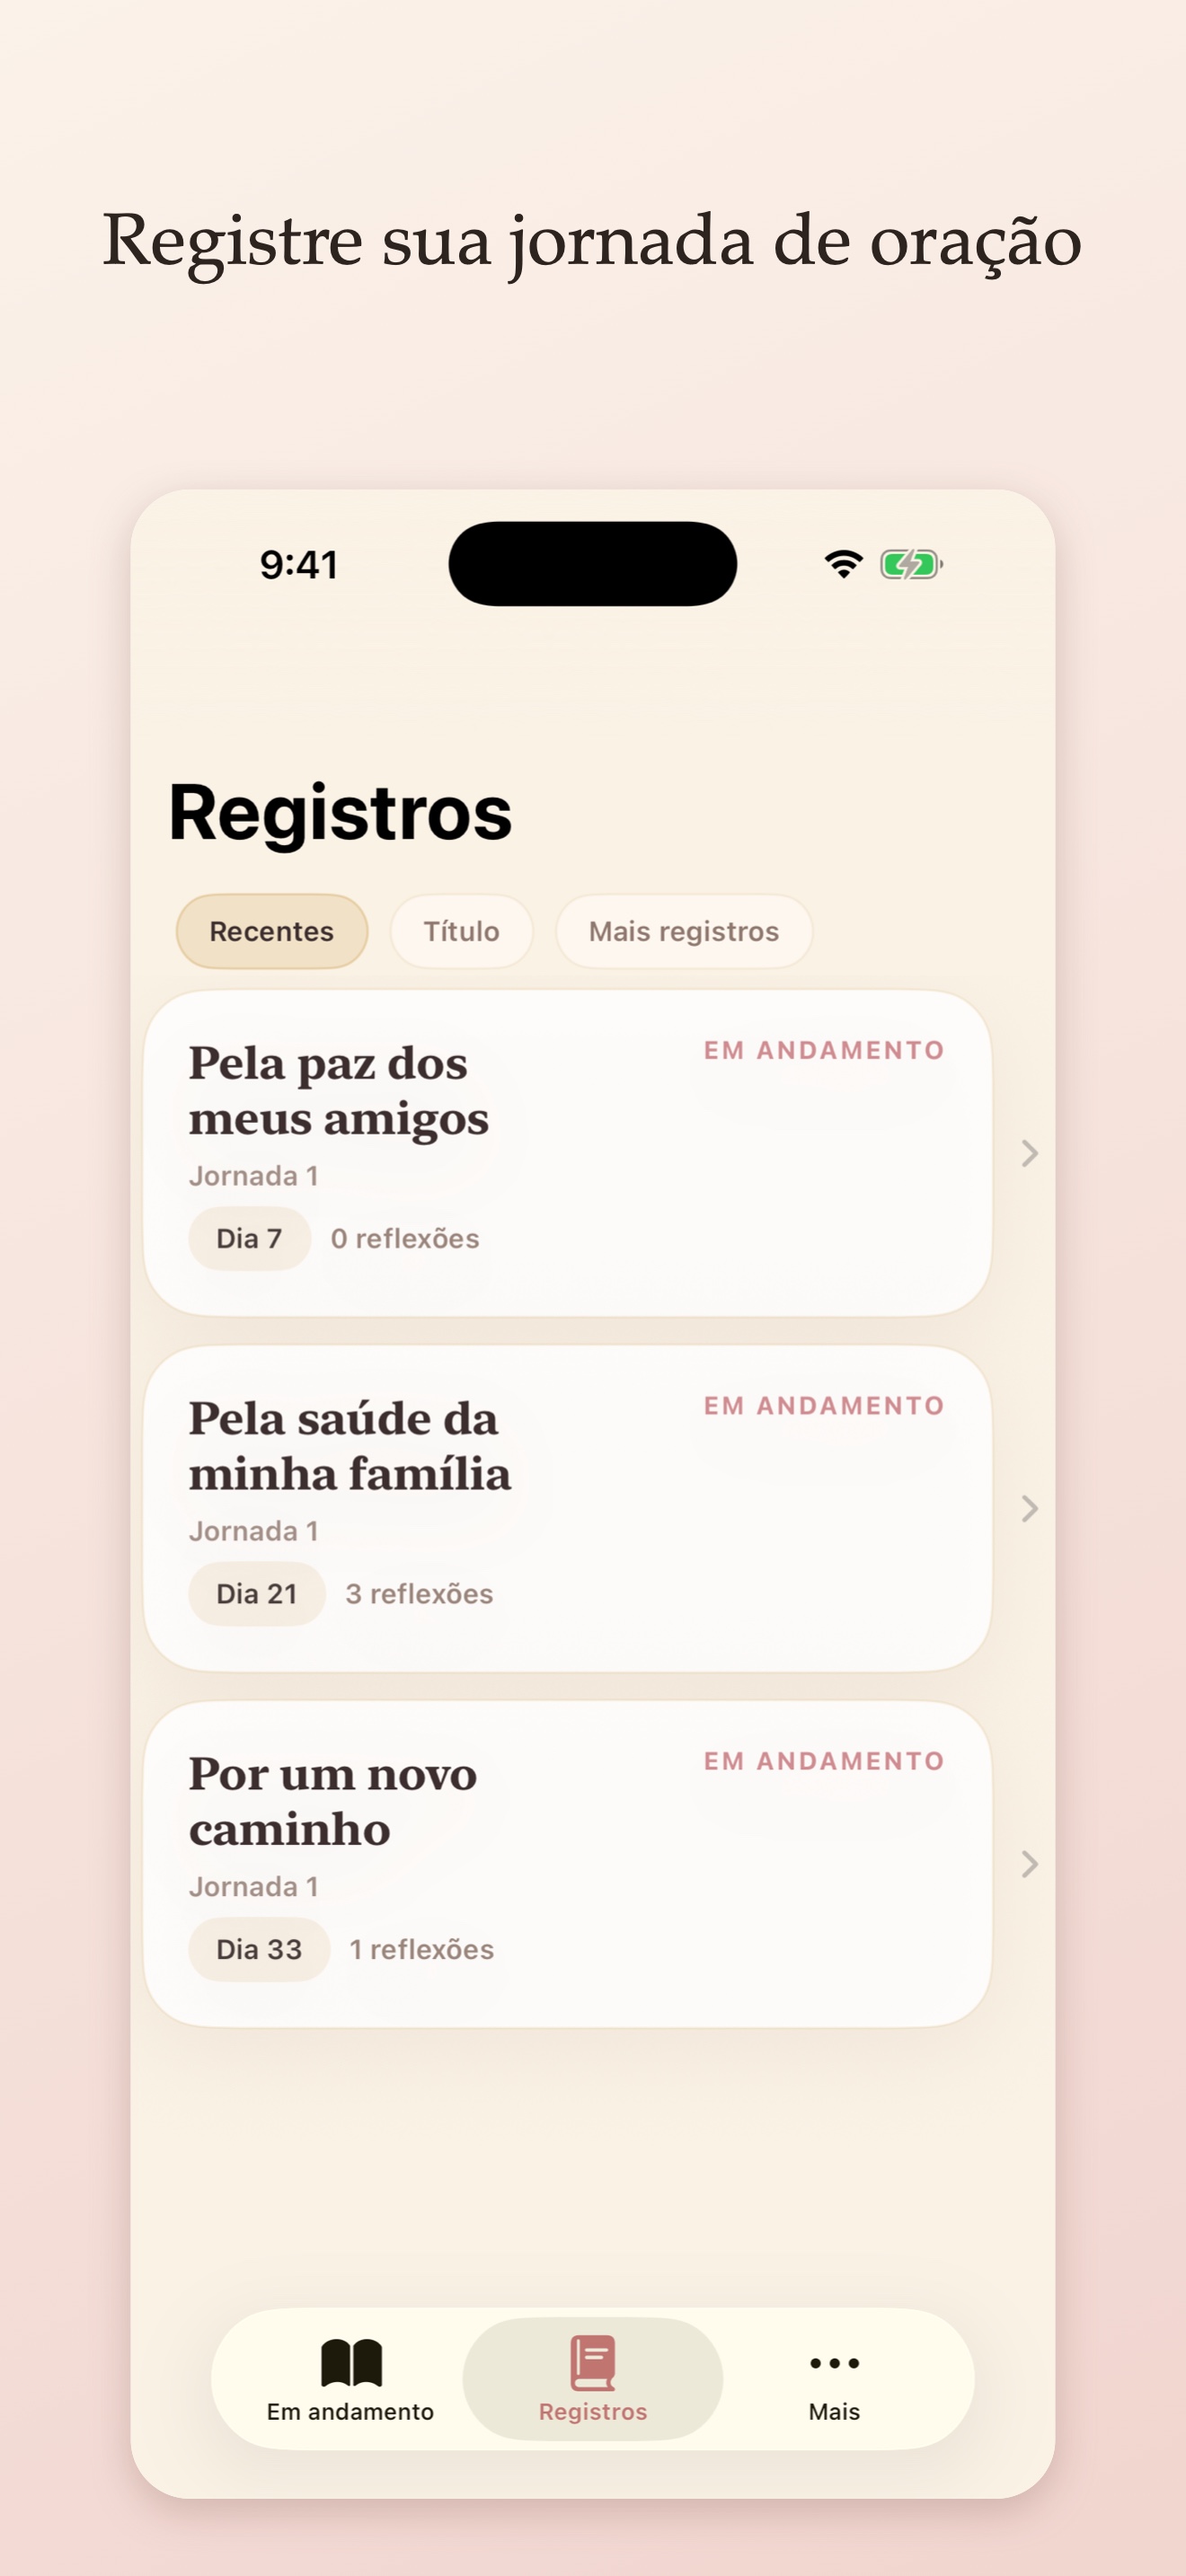 Registre sua jornada de oração
9:41
Registros
Recentes
Título
Mais registros
Pela paz dos
meus amigos
EM ANDAMENTO
Jornada 1
Dia 7
0 reflexões
Pela saúde da
minha família
EM ANDAMENTO
Jornada 1
Dia 21
3 reflexões
Por um novo
caminho
EM ANDAMENTO
Jornada 1
Dia 33
1 reflexões
Em andamento
Registros
Mais